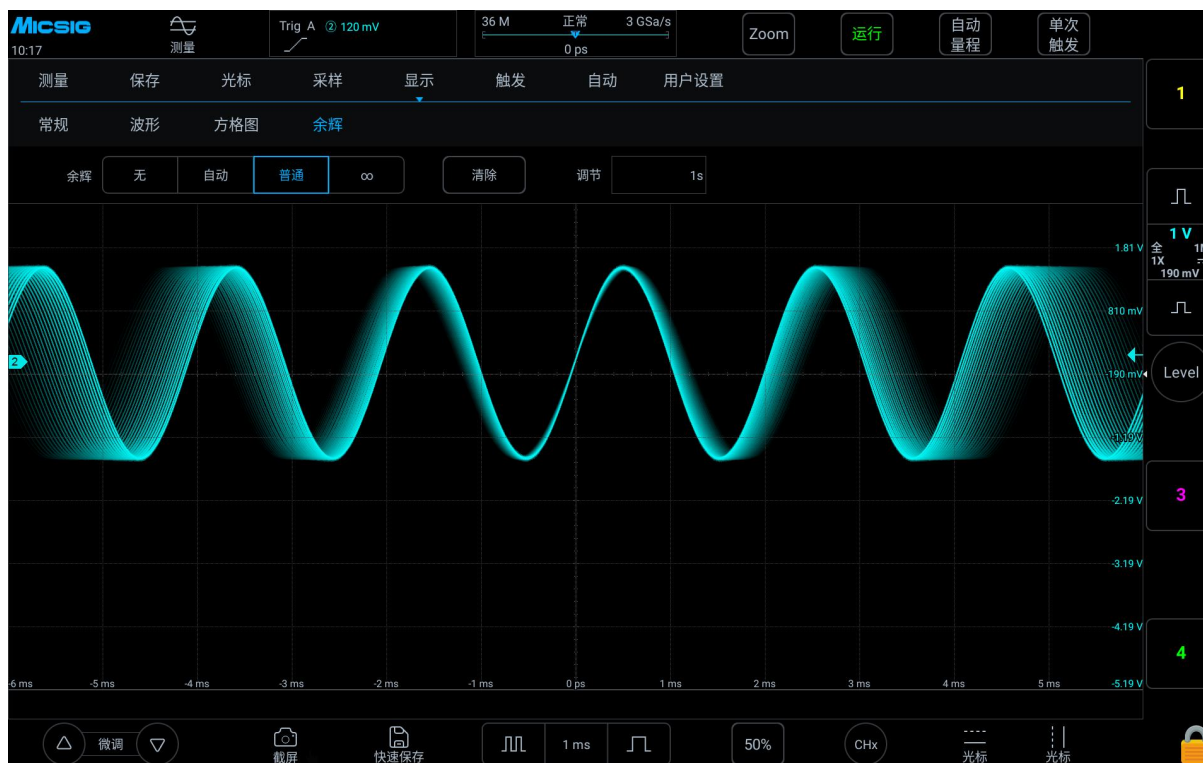 Micsig
10:17
测量
Trig A ② 120 mV
36 M 正常 3 GSa/s
0 ps
Zoom
运行
自动
量程
单次
触发
测量 保存 光标 采样 显示 触发 自动 用户设置
常规 波形 方格图 余辉
余辉 无 自动 普通 ∞ 清除 调节 1s
1
1 V
全
1X
190 mV
Level
3
4
2
1.81 V
810 mV
-190 mV
-1.19 V
-2.19 V
-3.19 V
-4.19 V
-5.19 V
-6 ms -5 ms -4 ms -3 ms -2 ms -1 ms 0 ps 1 ms 2 ms 3 ms 4 ms 5 ms
微调
截屏
快速保存
1 ms
50%
CHx
光标
光标